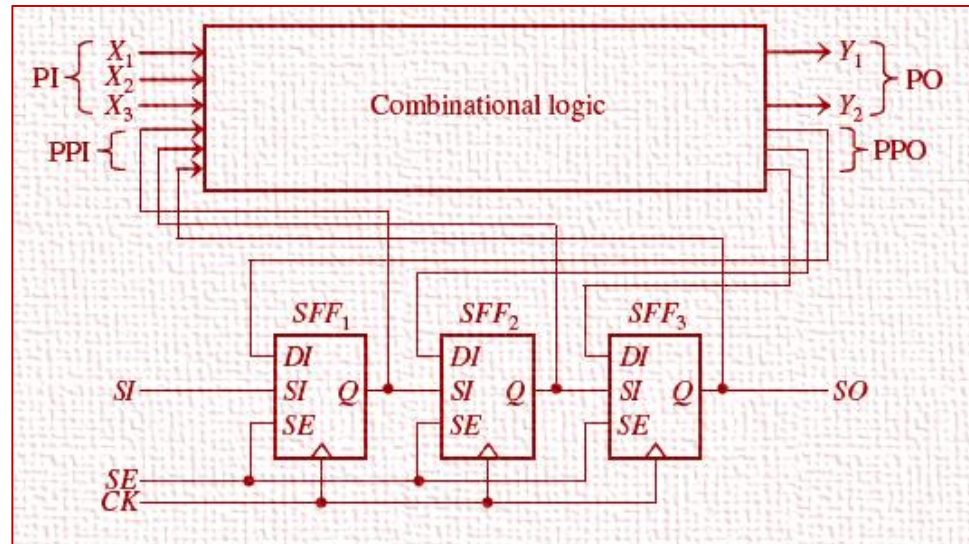 PI { X₁ Y₁ } PO
X₂
X₃ Y₂
Combinational logic
PPI { } PPO
SFF₁ SFF₂ SFF₃
DI DI DI
SI SI Q SI Q SI Q SO
SE SE SE
SE
CK